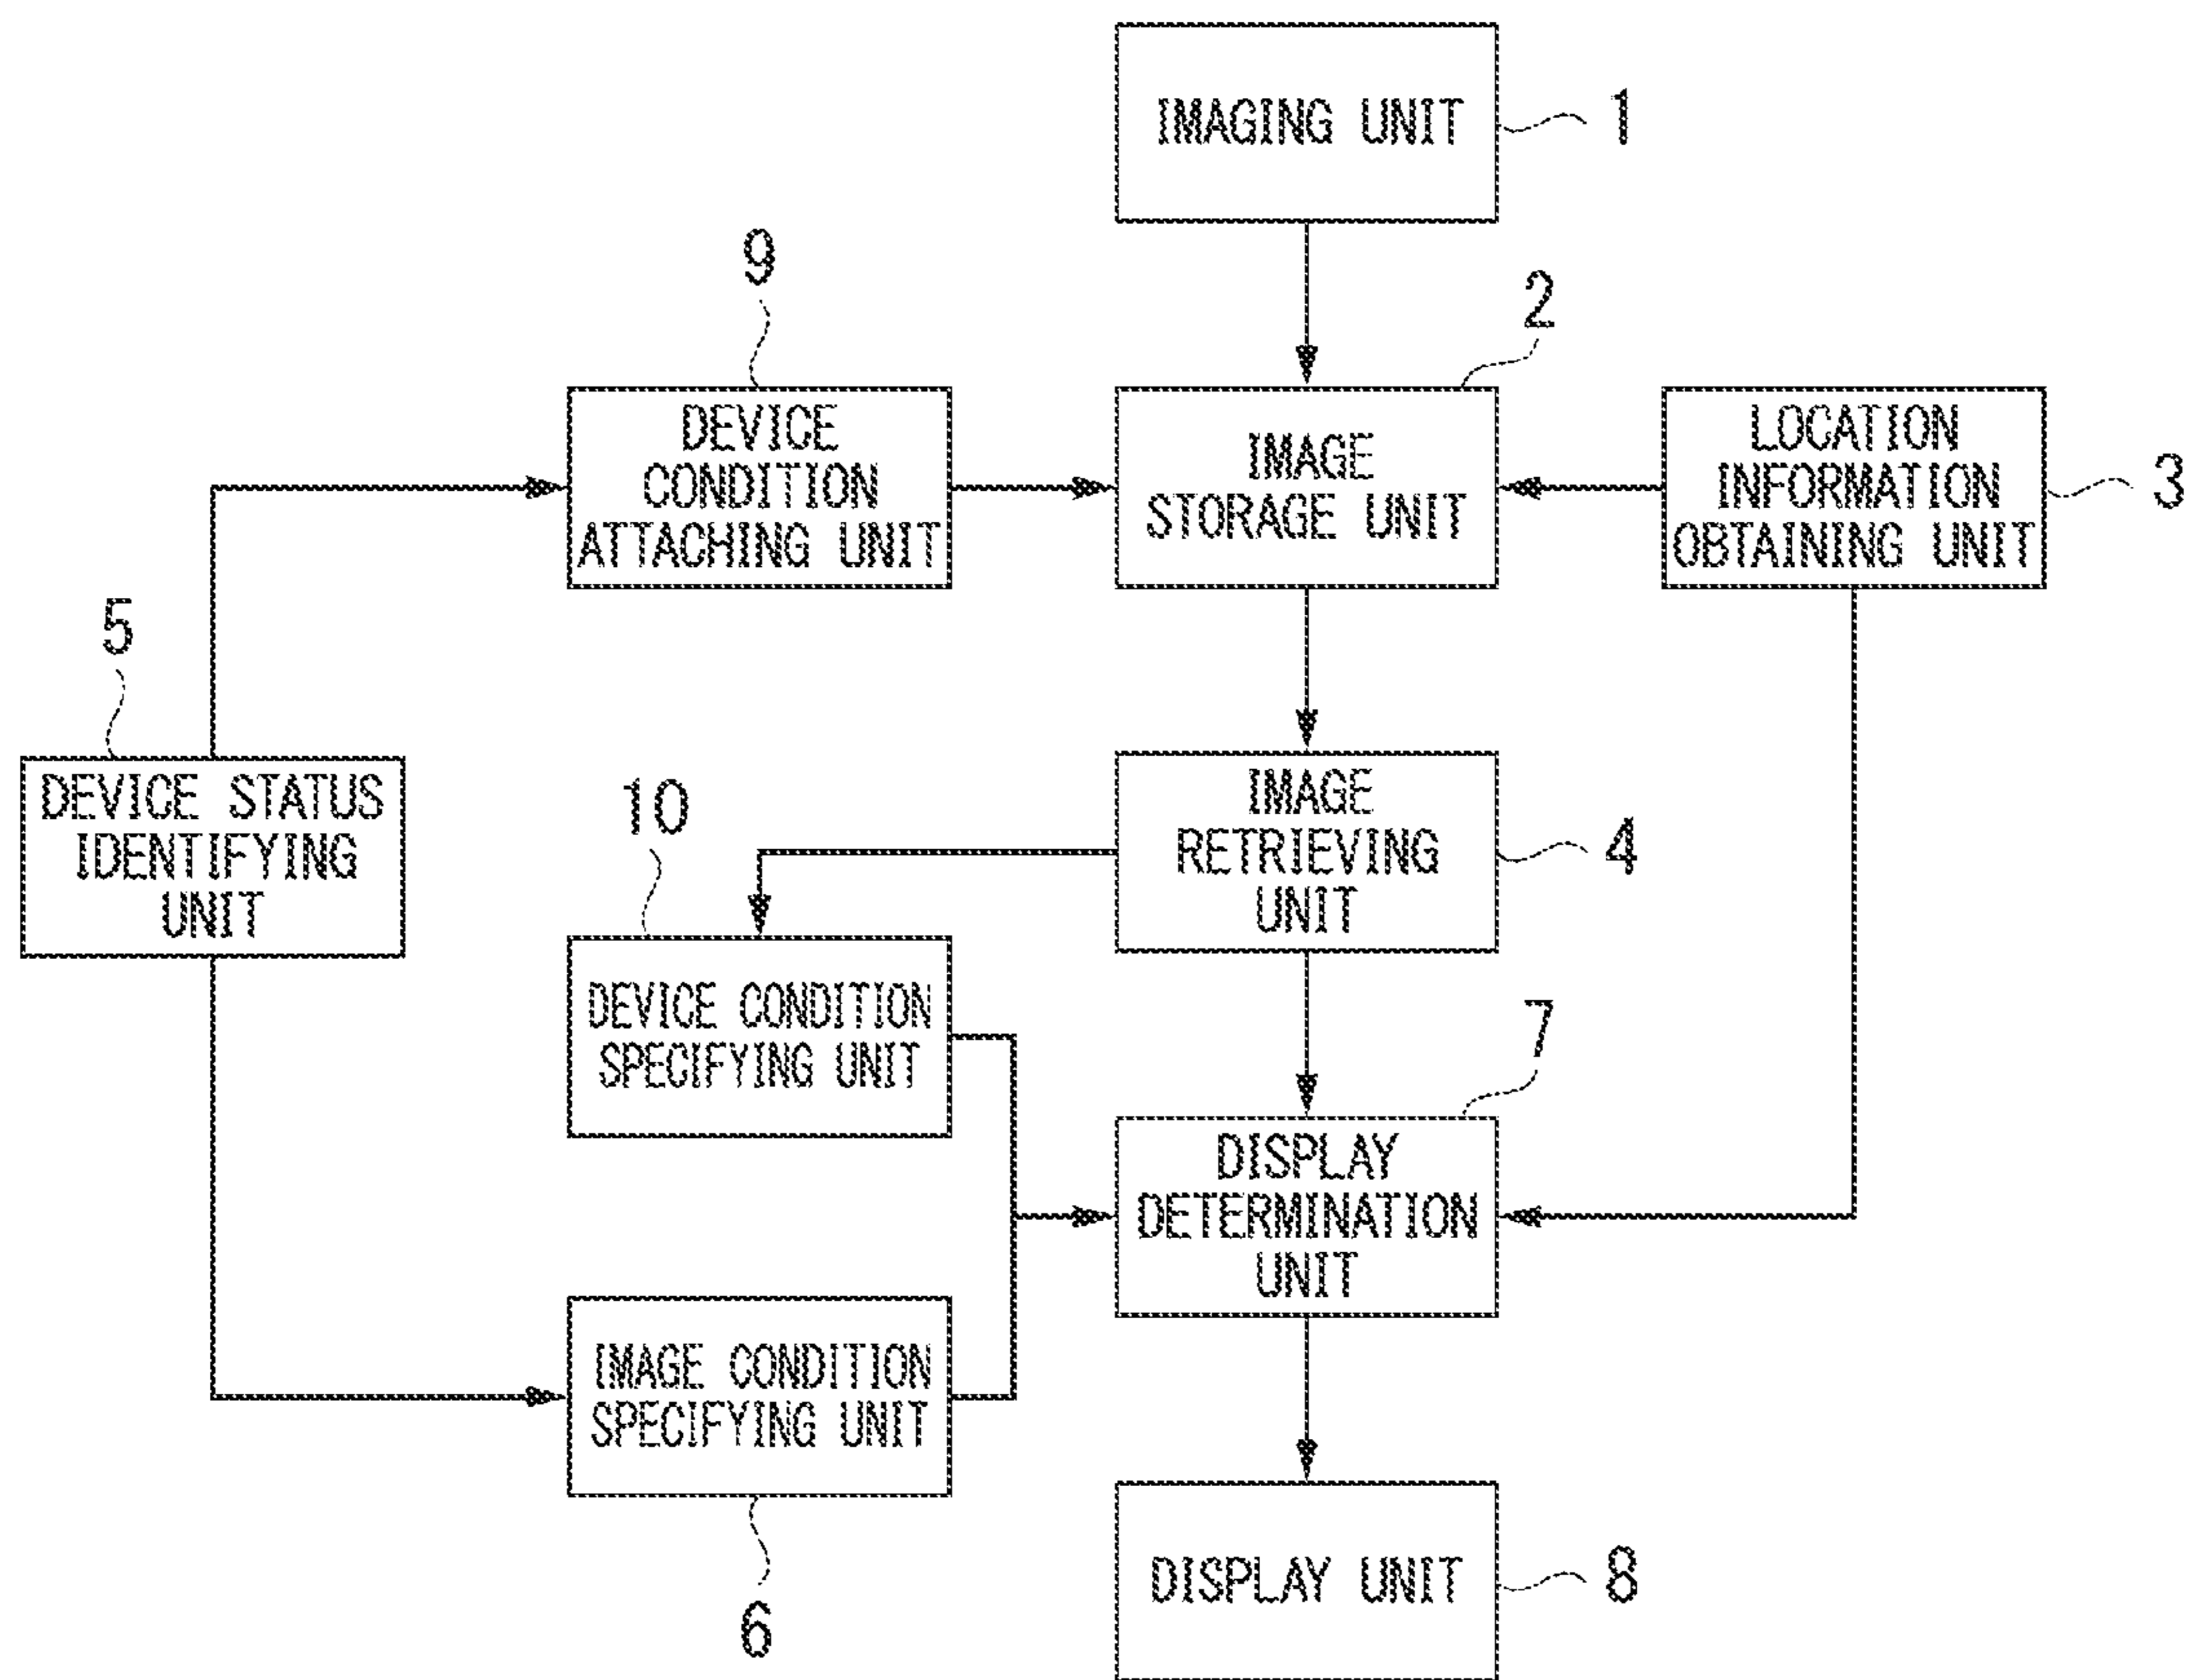 IMAGING UNIT
1
9
2
DEVICE
CONDITION
ATTACHING UNIT
IMAGE
STORAGE UNIT
LOCATION
INFORMATION
OBTAINING UNIT
3
5
DEVICE STATUS
IDENTIFYING
UNIT
10
IMAGE
RETRIEVING
UNIT
4
DEVICE CONDITION
SPECIFYING UNIT
7
DISPLAY
DETERMINATION
UNIT
IMAGE CONDITION
SPECIFYING UNIT
6
DISPLAY UNIT
8